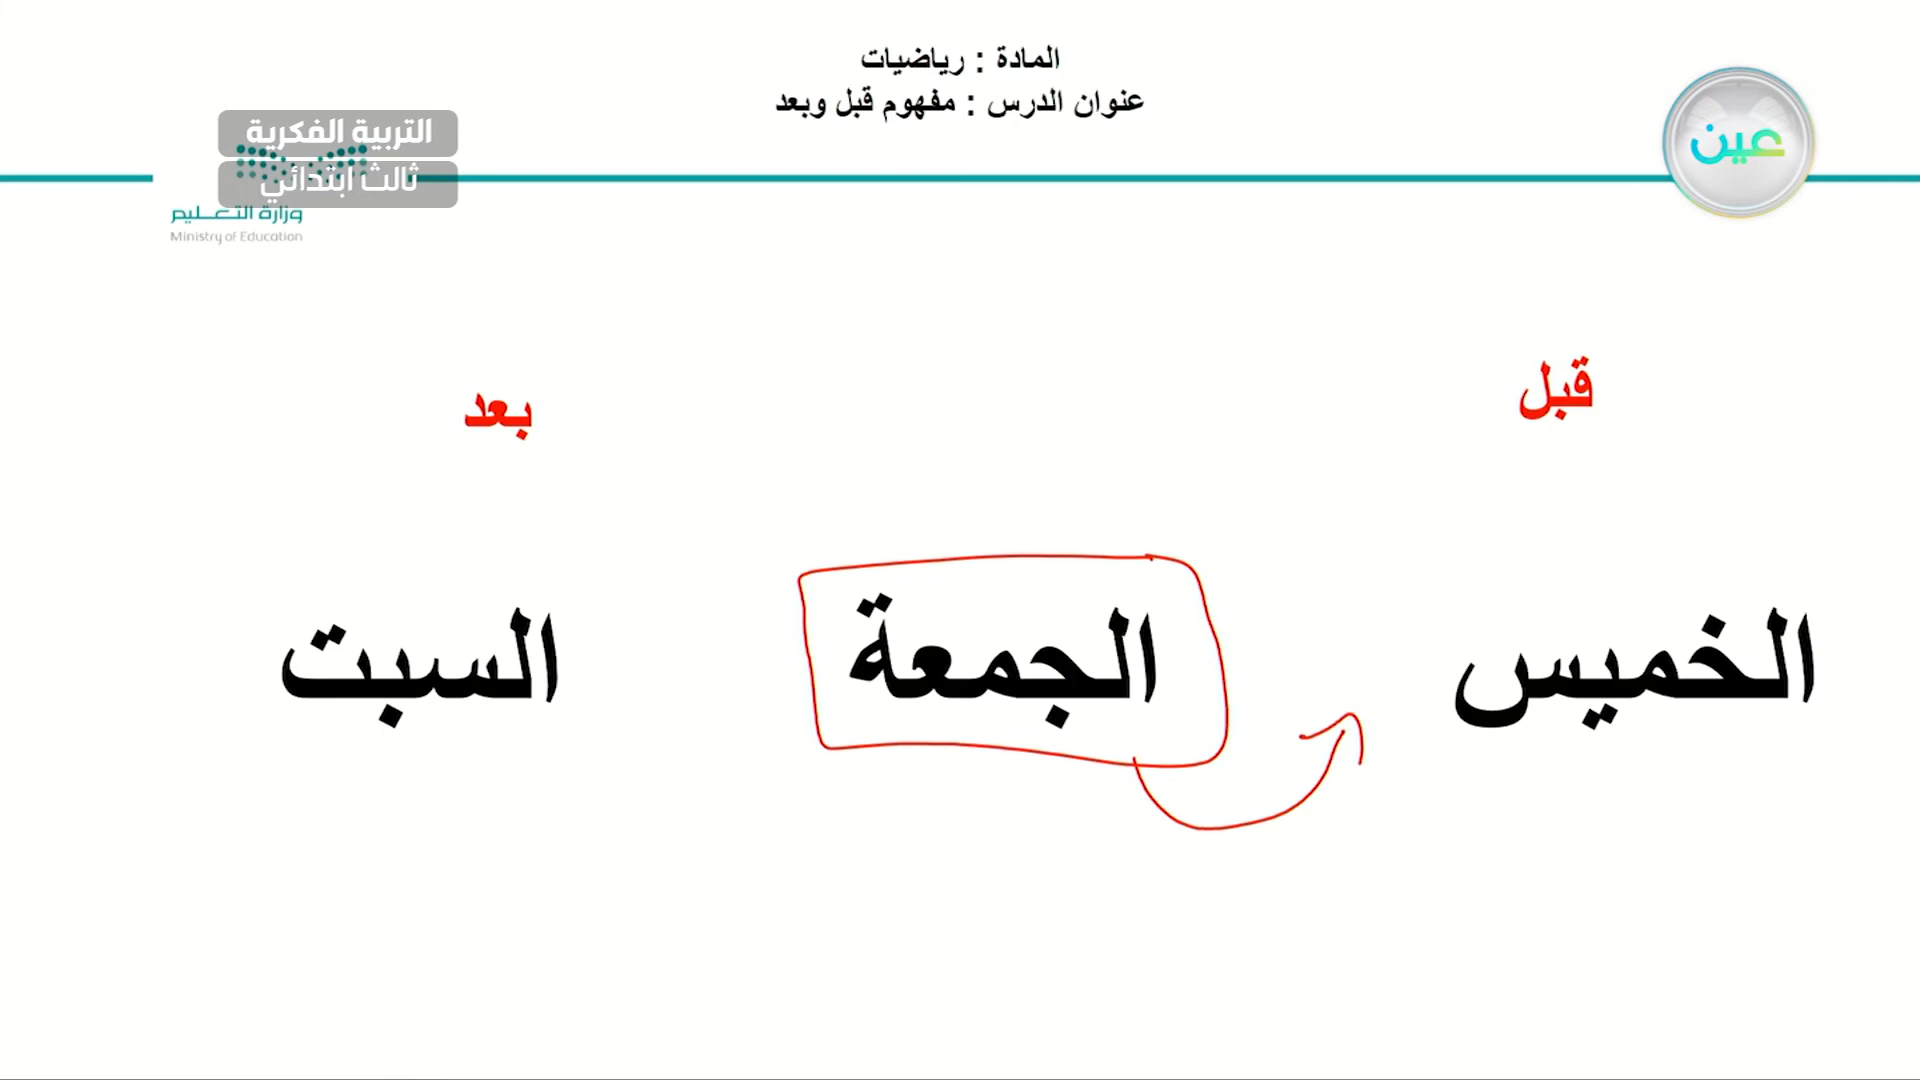 المادة : رياضيات
عنوان الدرس : مفهوم قبل وبعد
عين
التربية الفكرية
ثالث ابتدائي
وزارة التعليم
Ministry of Education
قبل
بعد
الخميس
الجمعة
السبت